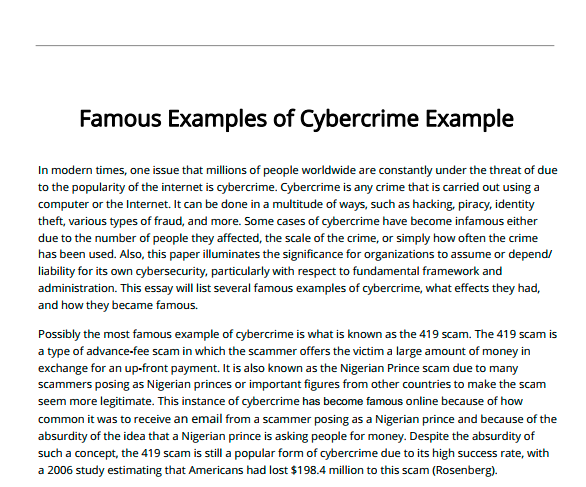 Famous Examples of Cybercrime Example
In modern times, one issue that millions of people worldwide are constantly under the threat of due
to the popularity of the internet is cybercrime. Cybercrime is any crime that is carried out using a
computer or the Internet. It can be done in a multitude of ways, such as hacking, piracy, identity
theft, various types of fraud, and more. Some cases of cybercrime have become infamous either
due to the number of people they affected, the scale of the crime, or simply how often the crime
has been used. Also, this paper illuminates the significance for organizations to assume or depend/
liability for its own cybersecurity, particularly with respect to fundamental framework and
administration. This essay will list several famous examples of cybercrime, what effects they had,
and how they became famous.
Possibly the most famous example of cybercrime is what is known as the 419 scam. The 419 scam is
a type of advance-fee scam in which the scammer offers the victim a large amount of money in
exchange for an up-front payment. It is also known as the Nigerian Prince scam due to many
scammers posing as Nigerian princes or important figures from other countries to make the scam
seem more legitimate. This instance of cybercrime has become famous online because of how
common it was to receive an email from a scammer posing as a Nigerian prince and because of the
absurdity of the idea that a Nigerian prince is asking people for money. Despite the absurdity of
such a concept, the 419 scam is still a popular form of cybercrime due to its high success rate, with
a 2006 study estimating that Americans had lost $198.4 million to this scam (Rosenberg).